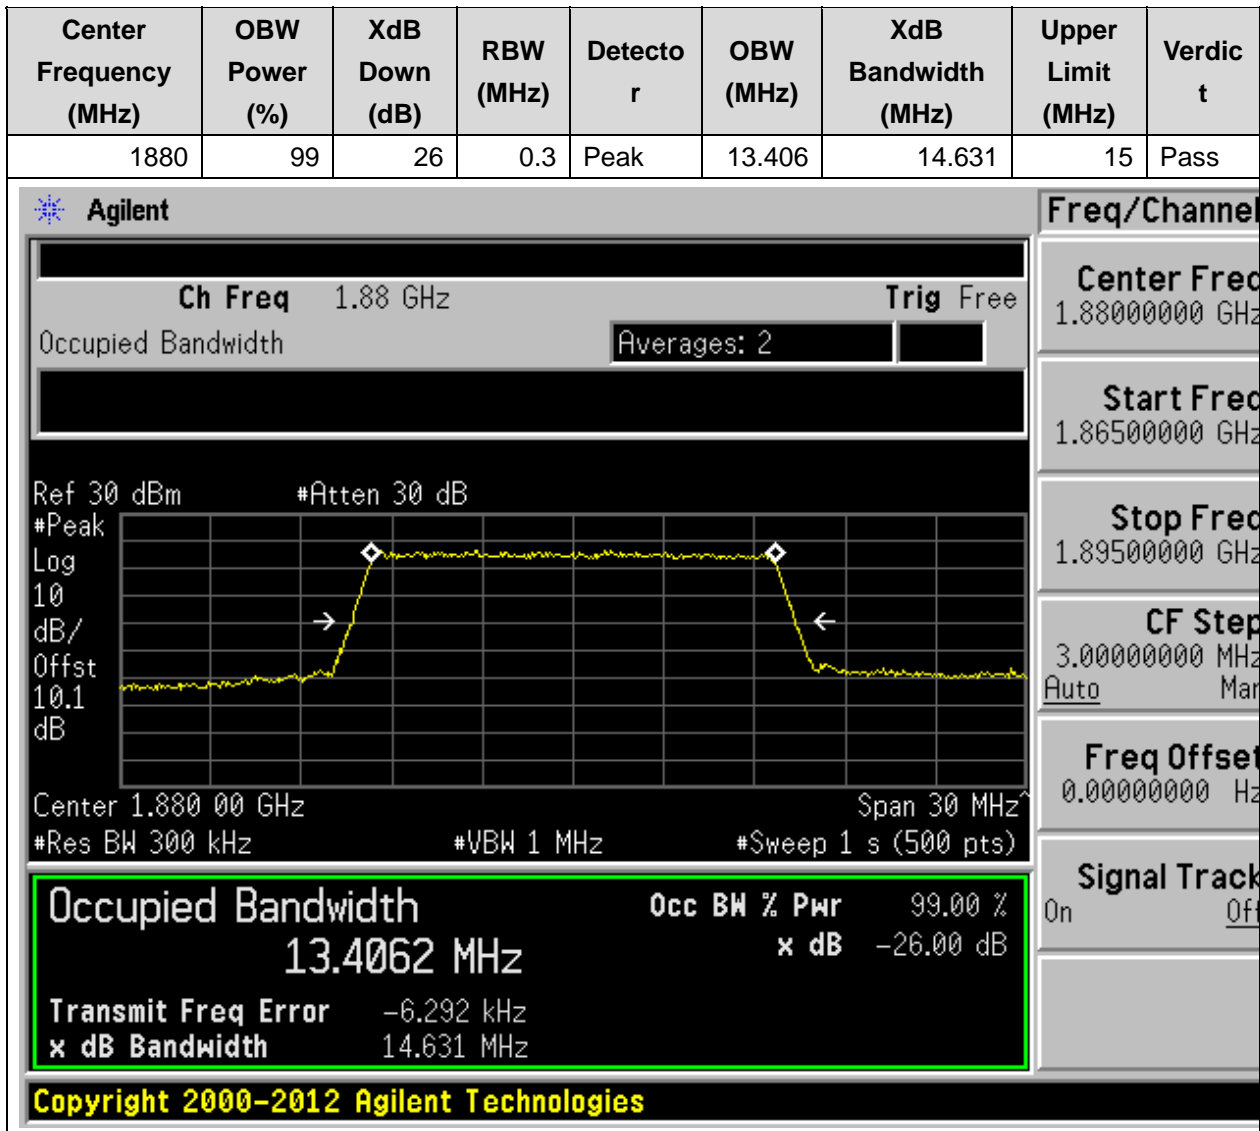 Center Frequency (MHz) OBW Power (%) XdB Down (dB) RBW (MHz) Detecto r OBW (MHz) XdB Bandwidth (MHz) Upper Limit (MHz) Verdic t
1880 99 26 0.3 Peak 13.406 14.631 15 Pass
Agilent
Freq/Channel
Ch Freq 1.88 GHz Trig Free
Occupied Bandwidth Averages: 2
Center Freq
1.88000000 GHz
Start Freq
1.86500000 GHz
Stop Freq
1.89500000 GHz
CF Step
3.00000000 MHz
Auto Man
Freq Offset
0.00000000 Hz
Signal Track
On Off
Ref 30 dBm #Atten 30 dB
#Peak
Log
10
dB/
Offst
10.1
dB
Center 1.880 00 GHz Span 30 MHz^
#Res BW 300 kHz #VBW 1 MHz #Sweep 1 s (500 pts)
Occupied Bandwidth
13.4062 MHz
Occ BW % Pwr 99.00 %
x dB -26.00 dB
Transmit Freq Error -6.292 kHz
x dB Bandwidth 14.631 MHz
Copyright 2000-2012 Agilent Technologies